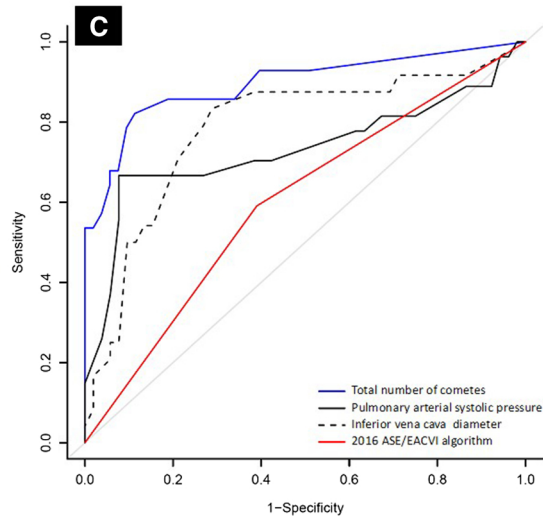 C
1.0
0.8
0.6
0.4
0.2
0.0
Sensitivity
Total number of cometes
Pulmonary arterial systolic pressure
Inferior vena cava diameter
2016 ASE/EACVI algorithm
0.0 0.2 0.4 0.6 0.8 1.0
1-Specificity